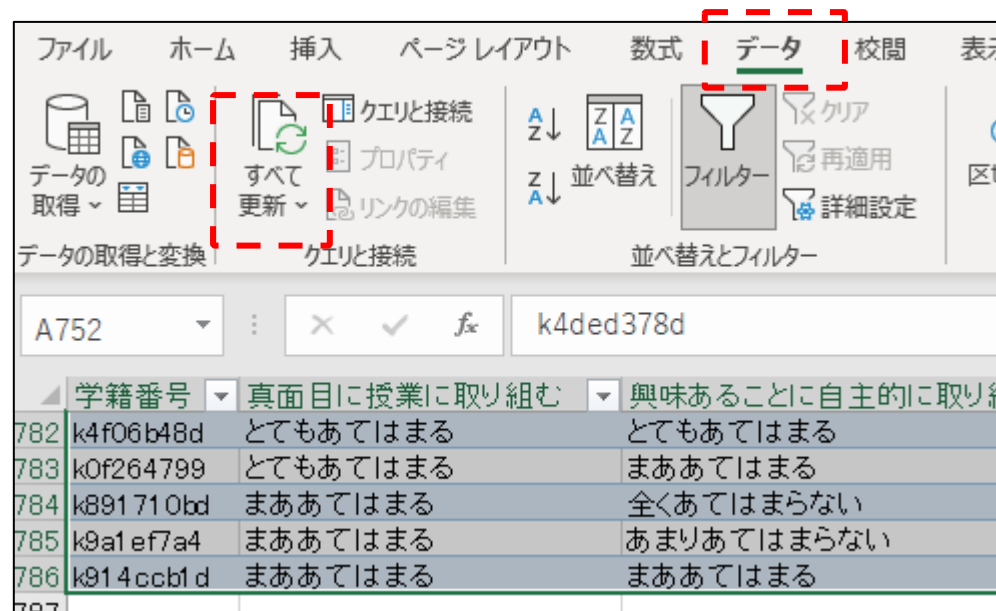 ファイル ホーム 挿入 ページ レイアウト 数式 データ 校閲 表示
データの取得
すべて更新
クエリと接続
プロパティ
リンクの編集
並べ替え
フィルター
クリア
再適用
詳細設定
データの取得と変換 クエリと接続 並べ替えとフィルター
A752 fx k4ded378d
学籍番号 真面目に授業に取り組む 興味あることに自主的に取り組
782 k4f06b48d とてもあてはまる とてもあてはまる
783 k0f264799 とてもあてはまる まああてはまる
784 k891710bd まああてはまる 全くあてはまらない
785 k9a1ef7a4 まああてはまる あまりあてはまらない
786 k914ccb1d まああてはまる まああてはまる
787